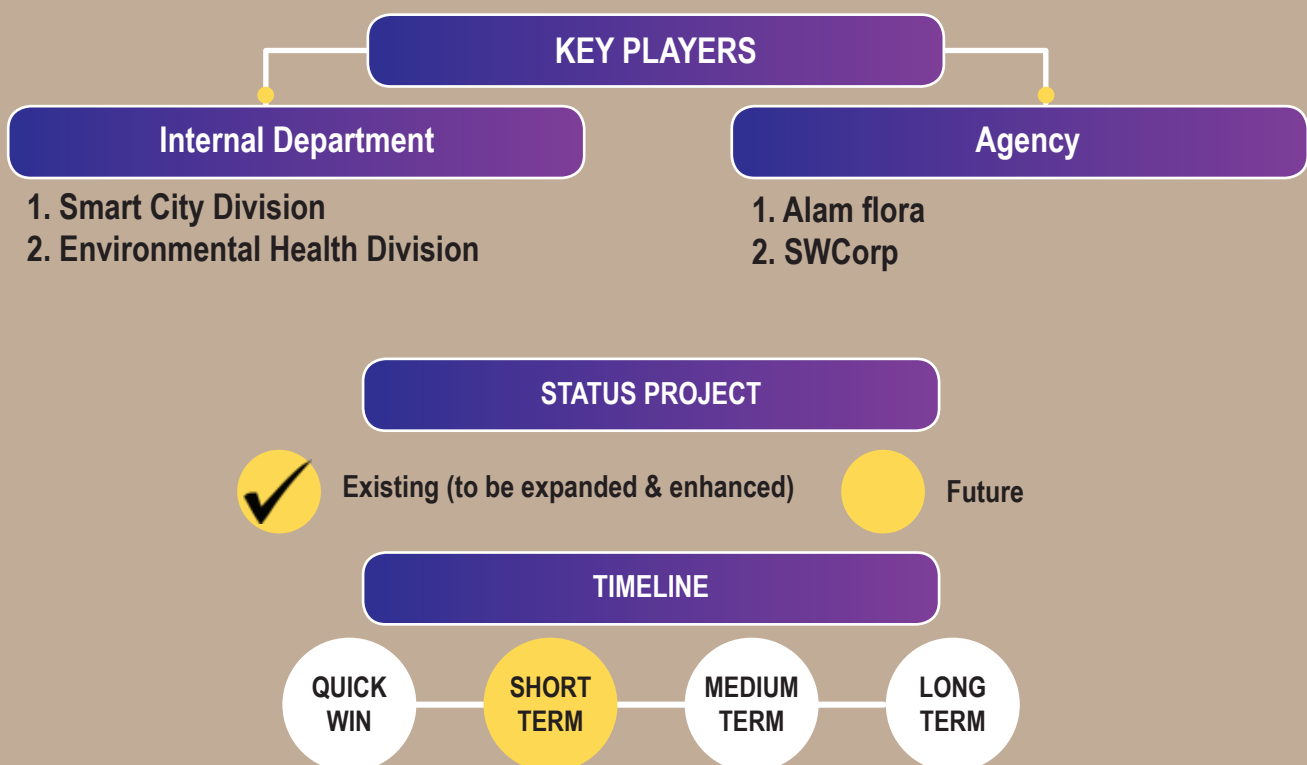 KEY PLAYERS
Internal Department
1. Smart City Division
2. Environmental Health Division
Agency
1. Alam flora
2. SWCorp
STATUS PROJECT
Existing (to be expanded & enhanced)
Future
TIMELINE
QUICK
WIN
SHORT
TERM
MEDIUM
TERM
LONG
TERM